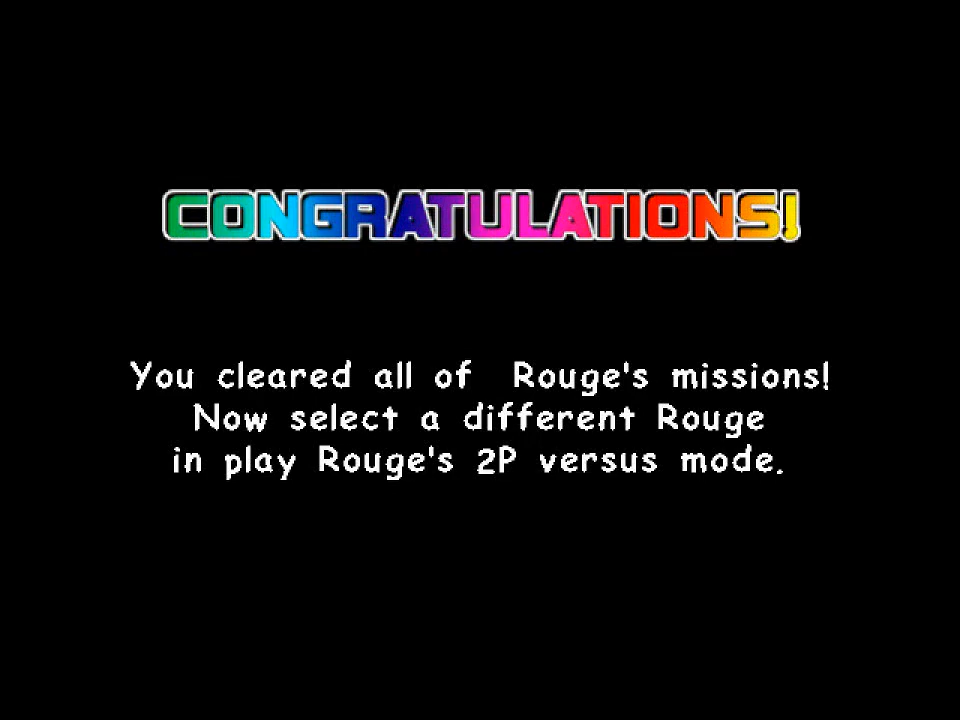 CONGRATULATIONS!
You cleared all of Rouge's missions!
Now select a different Rouge
in play Rouge's 2P versus mode.